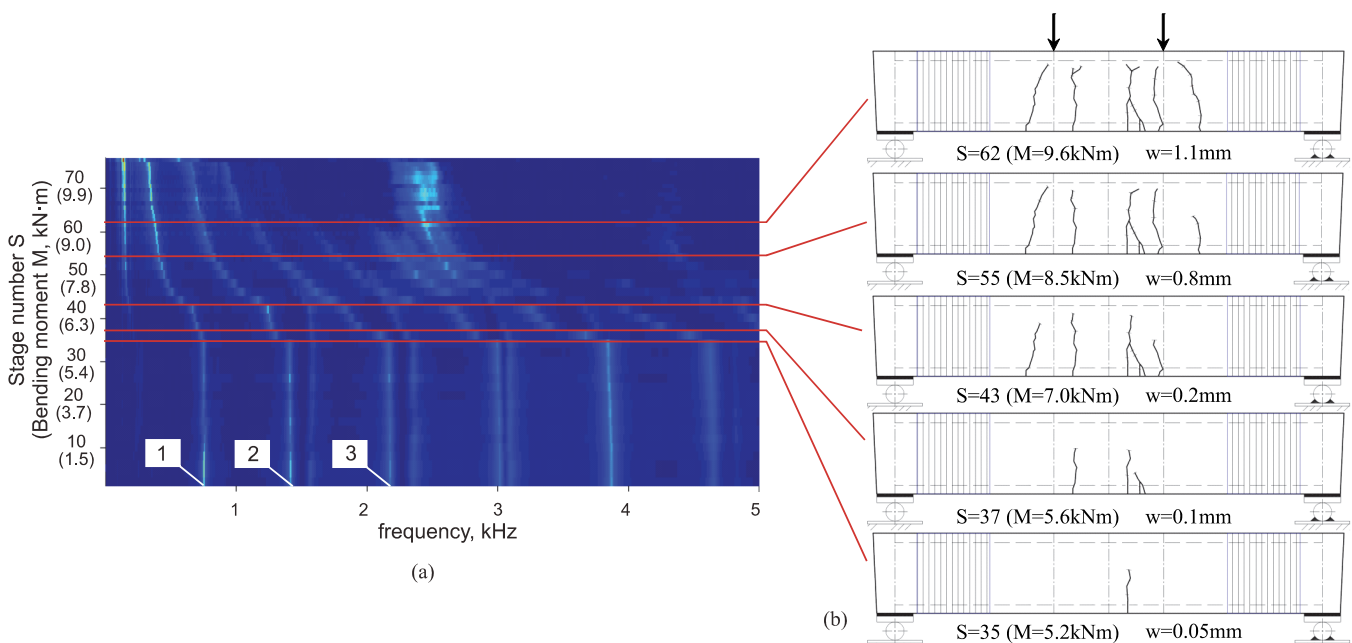 Stage number S
(Bending moment M, kN·m)
70
(9.9)
60
(9.0)
50
(7.8)
40
(6.3)
30
(5.4)
20
(3.7)
10
(1.5)
1
2
3
1
2
3
4
5
frequency, kHz
(a)
S=62 (M=9.6kNm) w=1.1mm
S=55 (M=8.5kNm) w=0.8mm
S=43 (M=7.0kNm) w=0.2mm
S=37 (M=5.6kNm) w=0.1mm
S=35 (M=5.2kNm) w=0.05mm
(b)